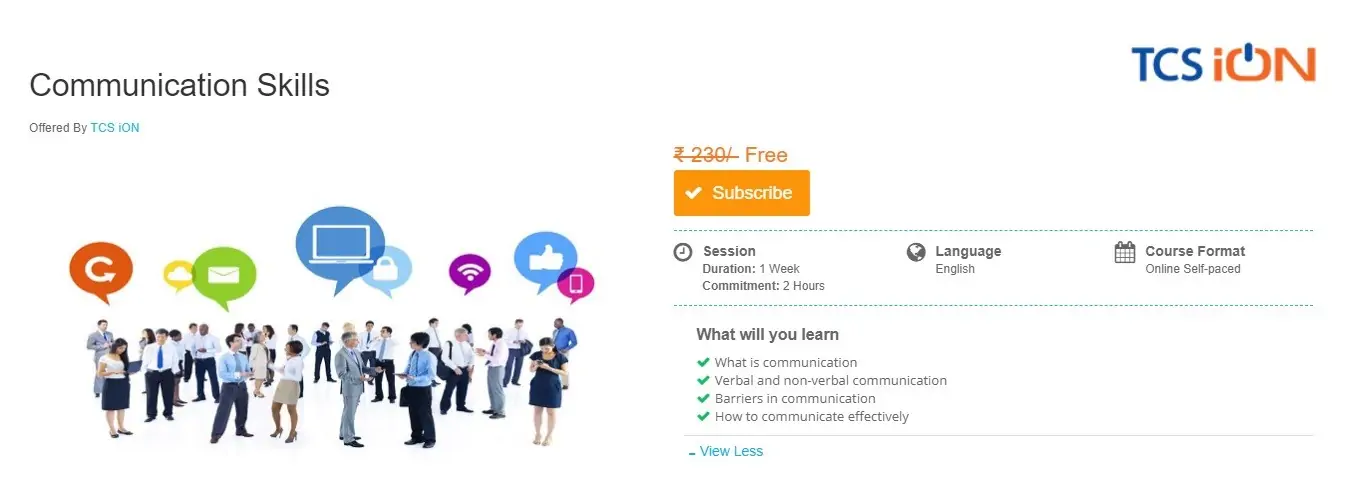 TCS iON
Communication Skills
Offered By TCS iON
₹ 230/- Free
Subscribe
Session
Duration: 1 Week
Commitment: 2 Hours
Language
English
Course Format
Online Self-paced
What will you learn
What is communication
Verbal and non-verbal communication
Barriers in communication
How to communicate effectively
- View Less